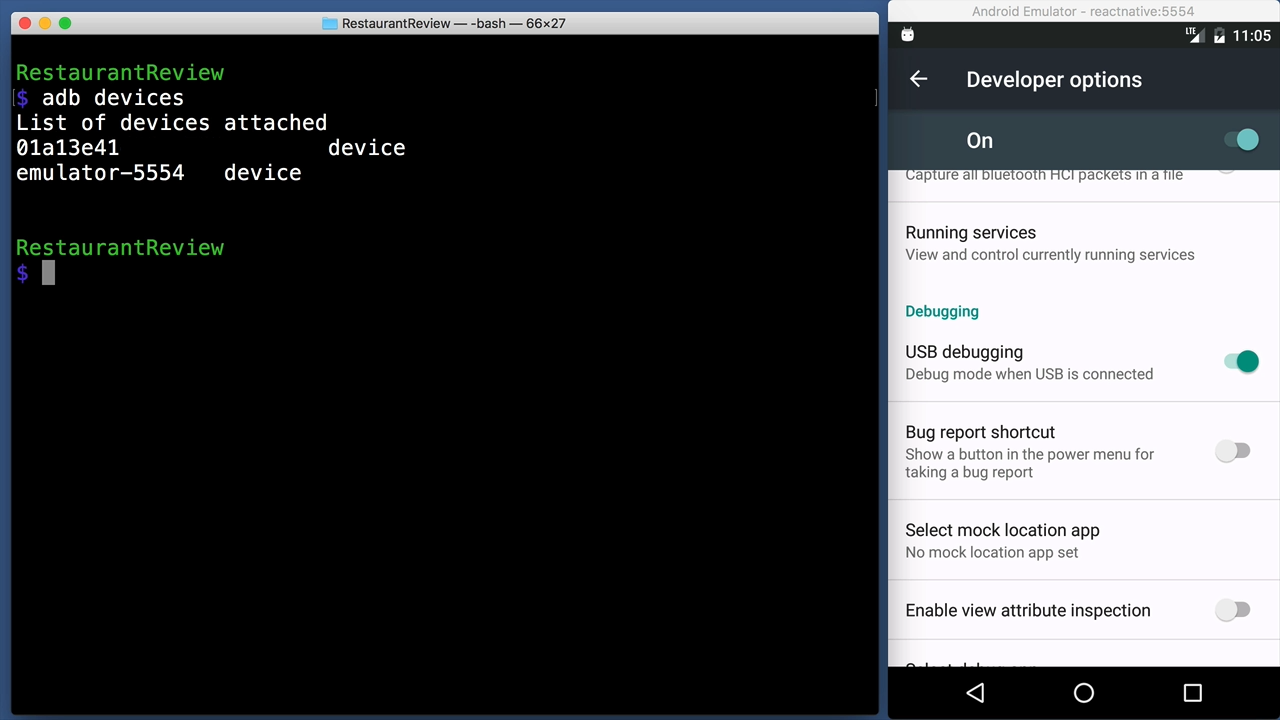 RestaurantReview — -bash — 66×27
RestaurantReview
$ adb devices
List of devices attached
01a13e41 device
emulator-5554 device
RestaurantReview
$
Android Emulator - reactnative:5554
LTE 11:05
Developer options
On
Capture all bluetooth HCI packets in a file
Running services
View and control currently running services
Debugging
USB debugging
Debug mode when USB is connected
Bug report shortcut
Show a button in the power menu for
taking a bug report
Select mock location app
No mock location app set
Enable view attribute inspection